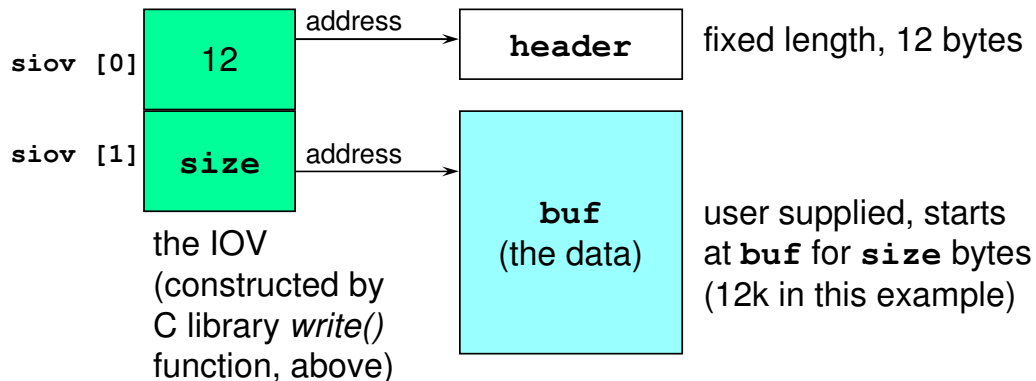 address
siov [0]
12
header
fixed length, 12 bytes
siov [1]
size
address
buf
(the data)
user supplied, starts
at buf for size bytes
(12k in this example)
the IOV
(constructed by
C library write()
function, above)